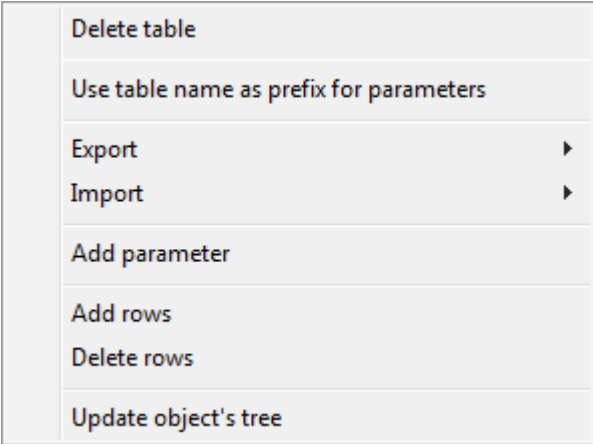 Delete table
Use table name as prefix for parameters
Export
Import
Add parameter
Add rows
Delete rows
Update object's tree